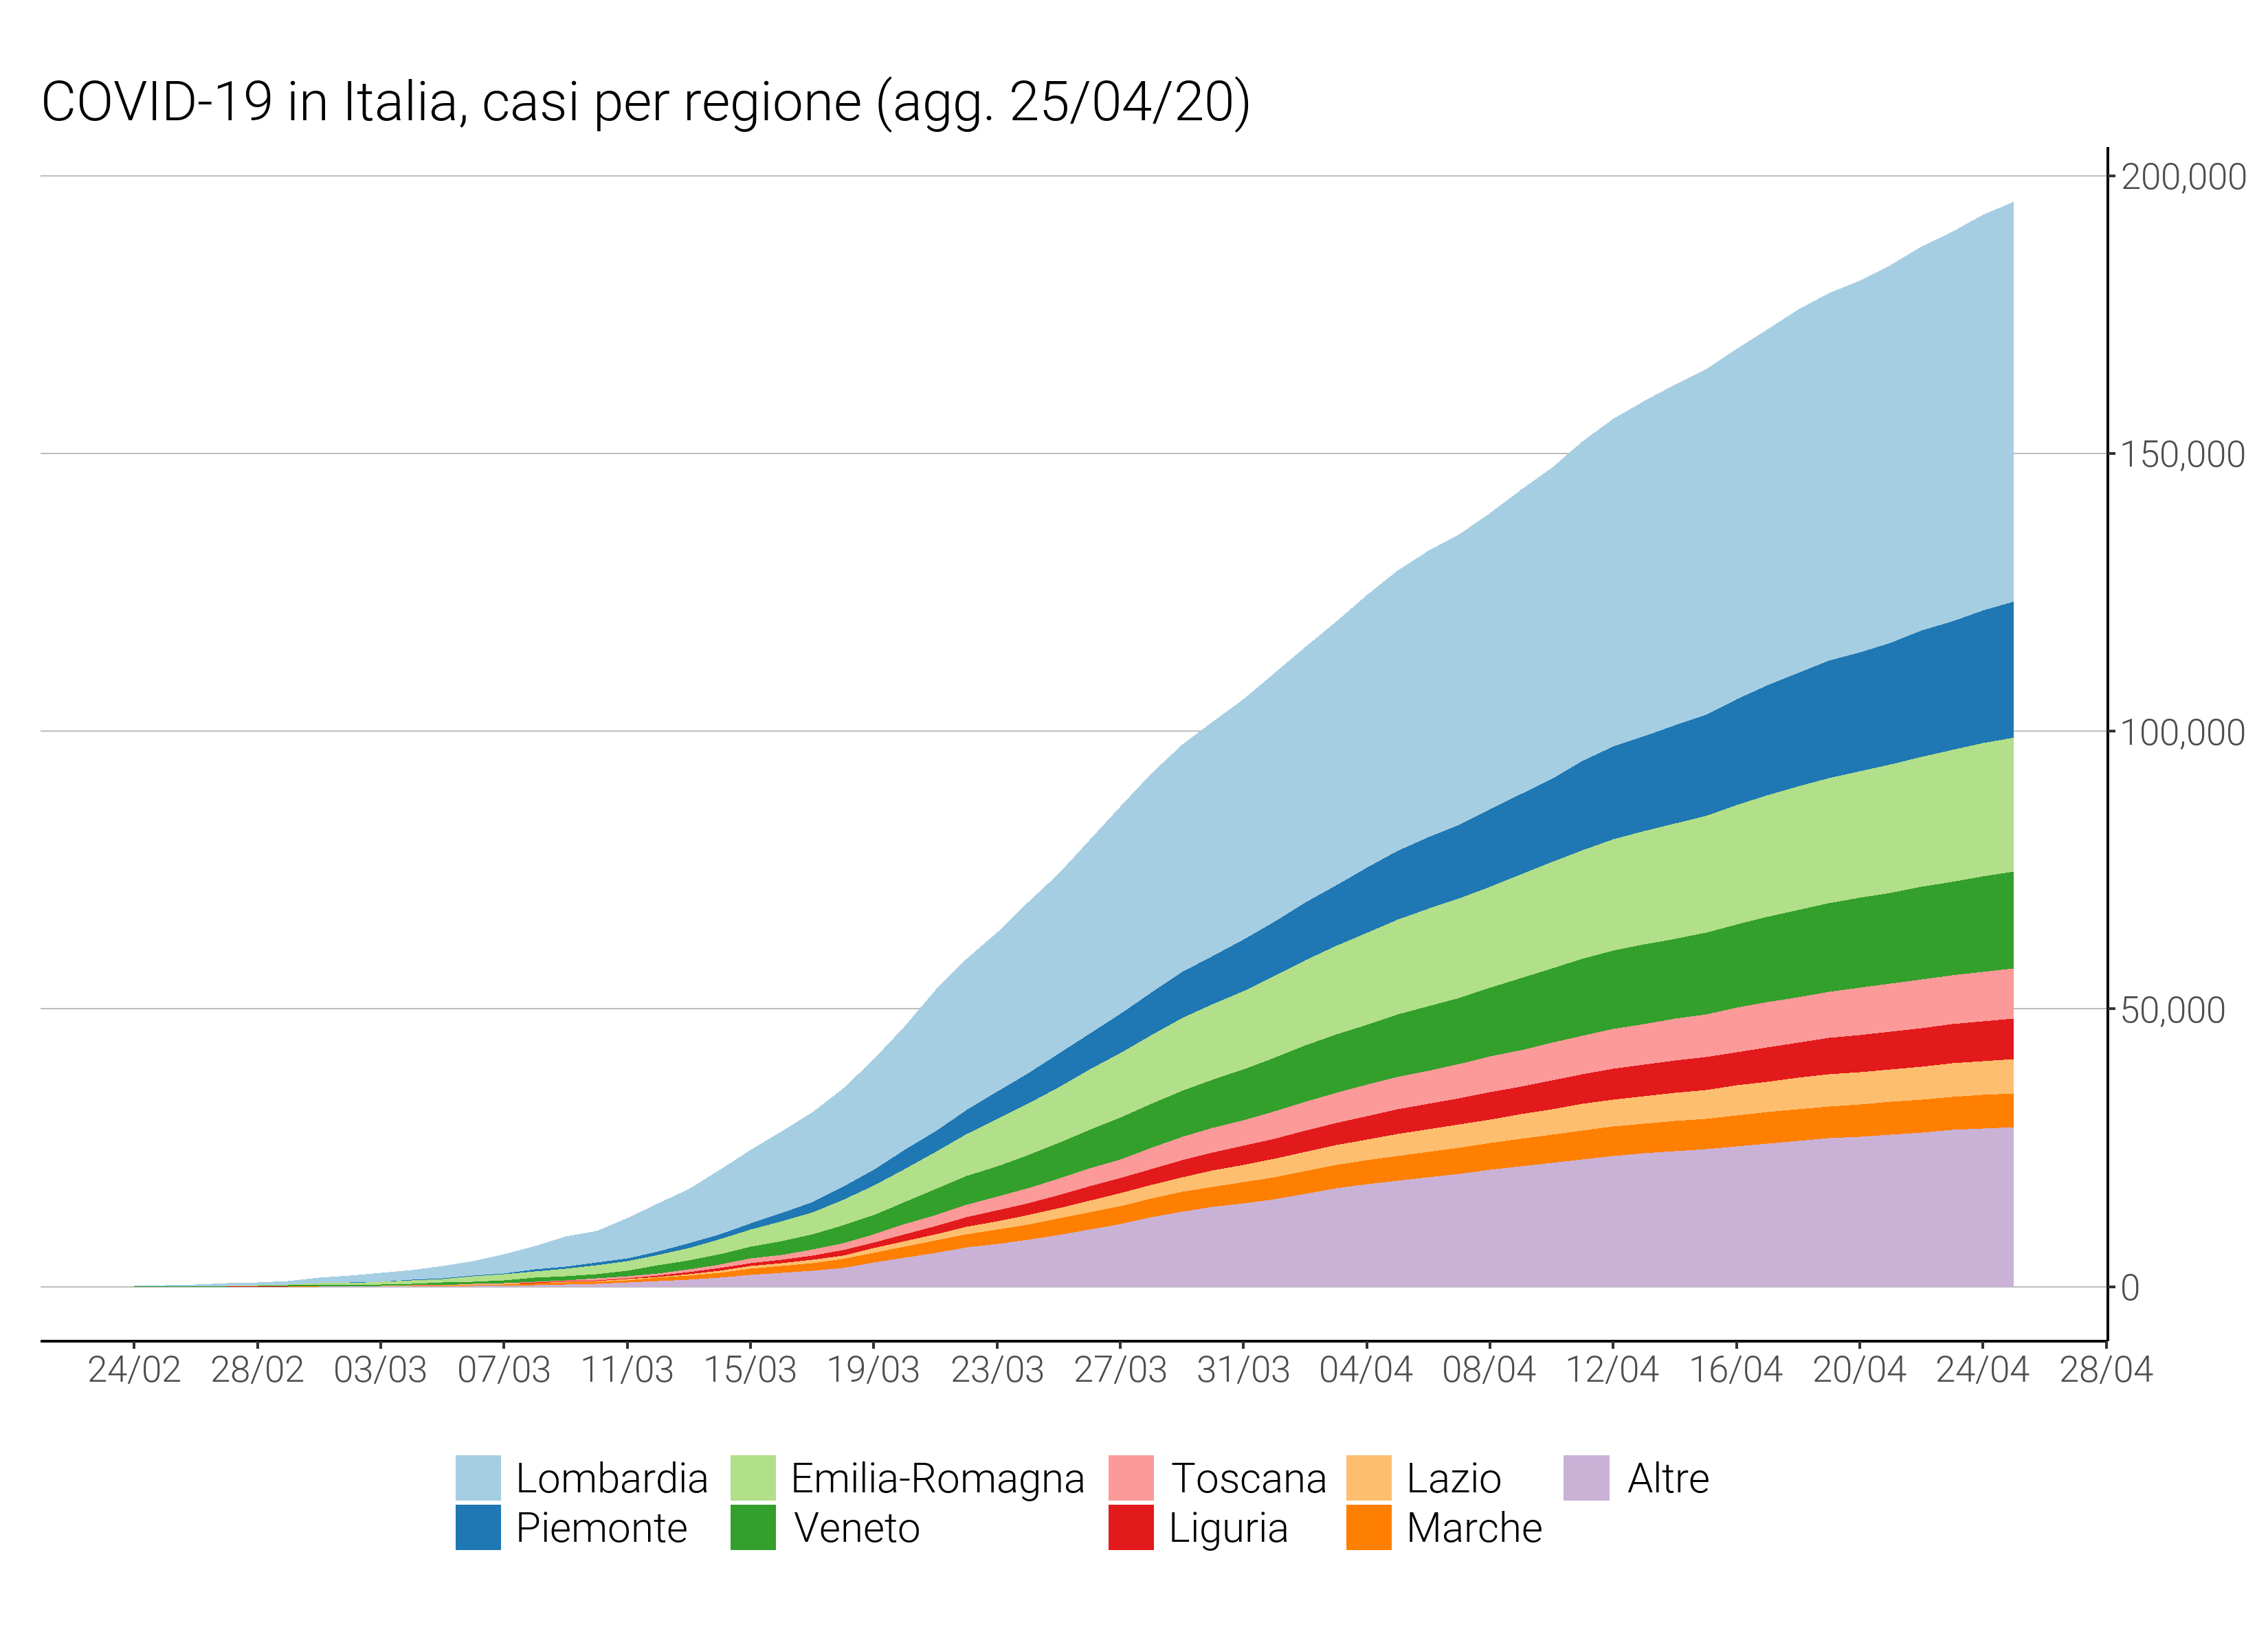 COVID-19 in Italia, casi per regione (agg. 25/04/20)
200,000
150,000
100,000
50,000
0
24/02 28/02 03/03 07/03 11/03 15/03 19/03 23/03 27/03 31/03 04/04 08/04 12/04 16/04 20/04 24/04 28/04
Lombardia Emilia-Romagna Toscana Lazio Altre
Piemonte Veneto Liguria Marche